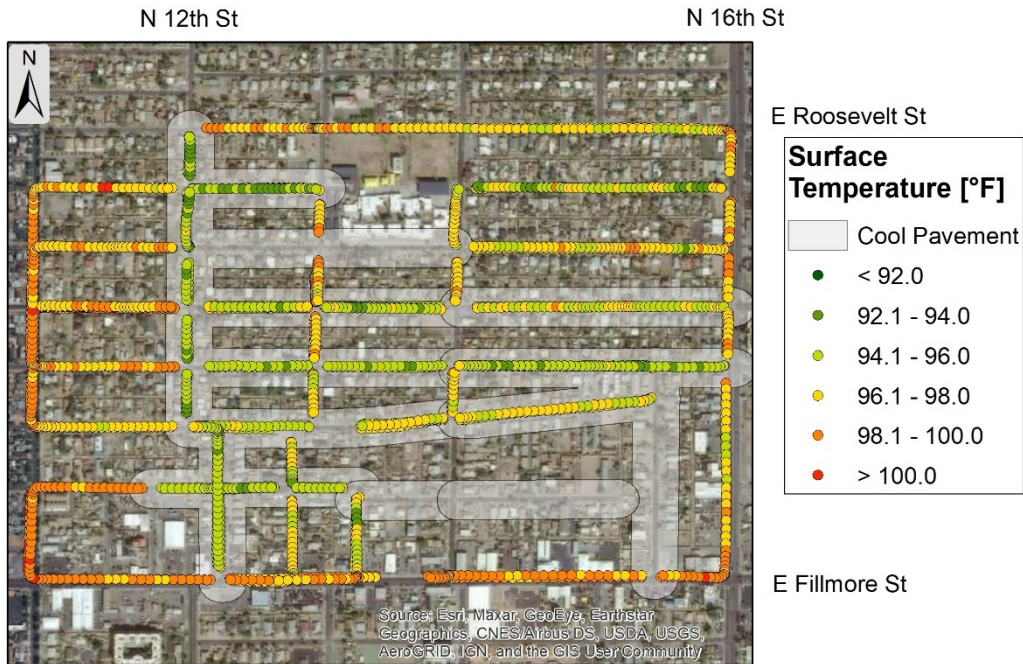 N 12th St
N 16th St
N
E Roosevelt St
Surface
Temperature [°F]
Cool Pavement
< 92.0
92.1 - 94.0
94.1 - 96.0
96.1 - 98.0
98.1 - 100.0
> 100.0
E Fillmore St
Source: Esri, Maxar, GeoEye, Earthstar
Geographics, CNES/Airbus DS, USDA, USGS,
AeroGRID, IGN, and the GIS User Community